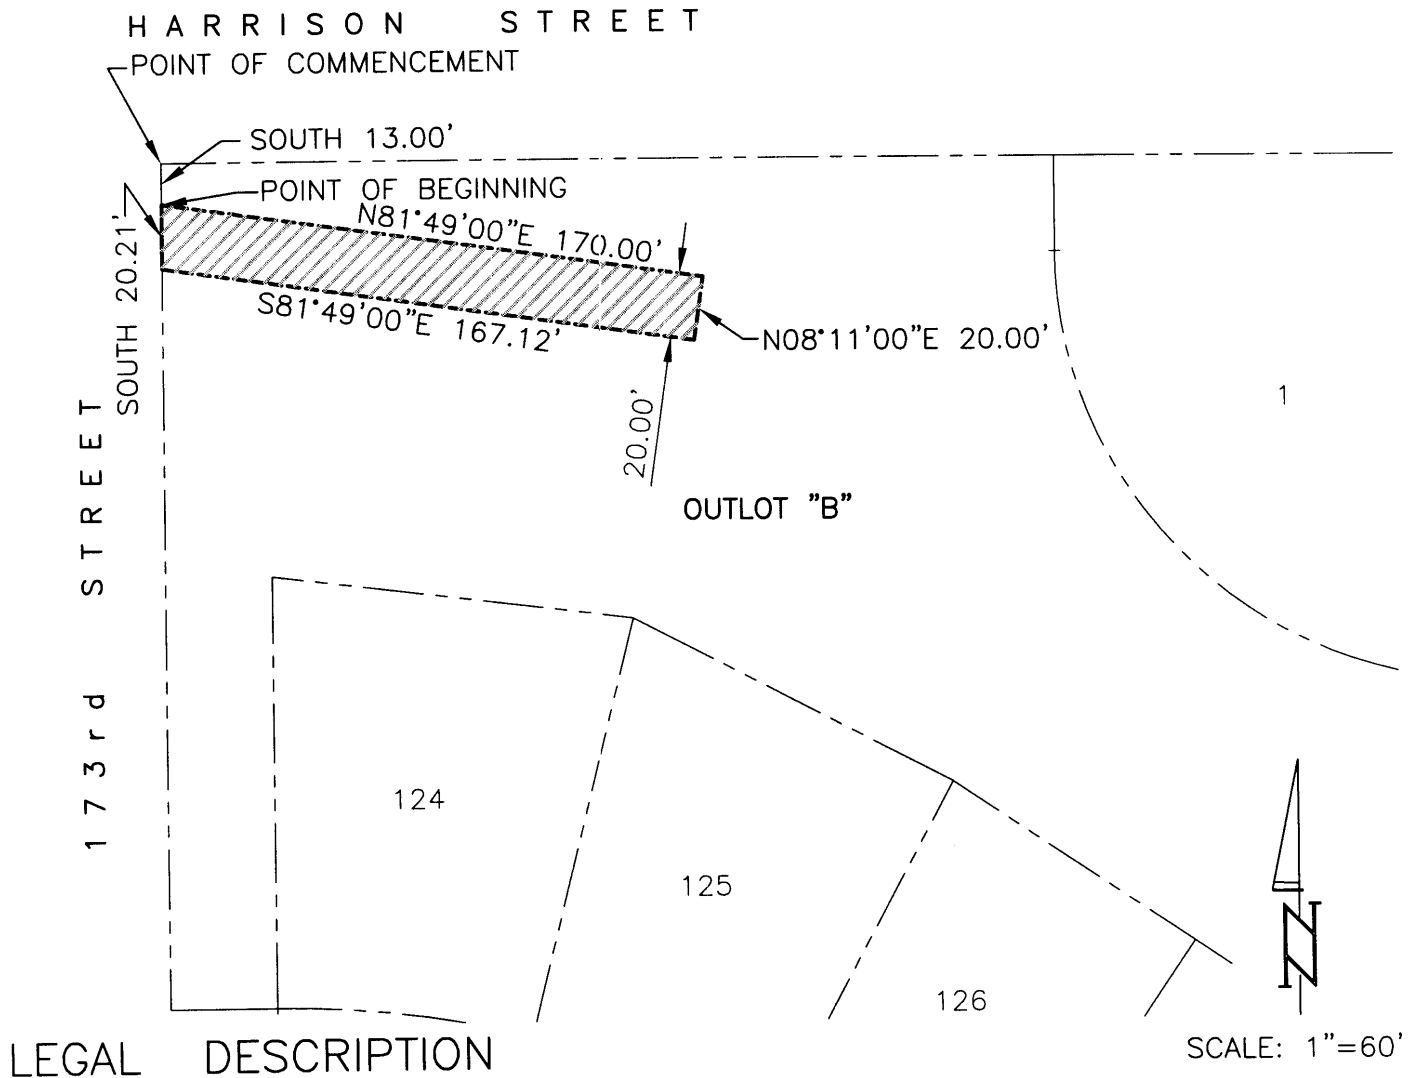 HARRISON STREET
POINT OF COMMENCEMENT
SOUTH 13.00'
POINT OF BEGINNING
N81°49'00"E 170.00'
SOUTH 20.21'
S81°49'00"E 167.12'
N08°11'00"E 20.00'
20.00'
1
OUTLOT "B"
173rd STREET
124
125
126
N
LEGAL DESCRIPTION
SCALE: 1"=60'